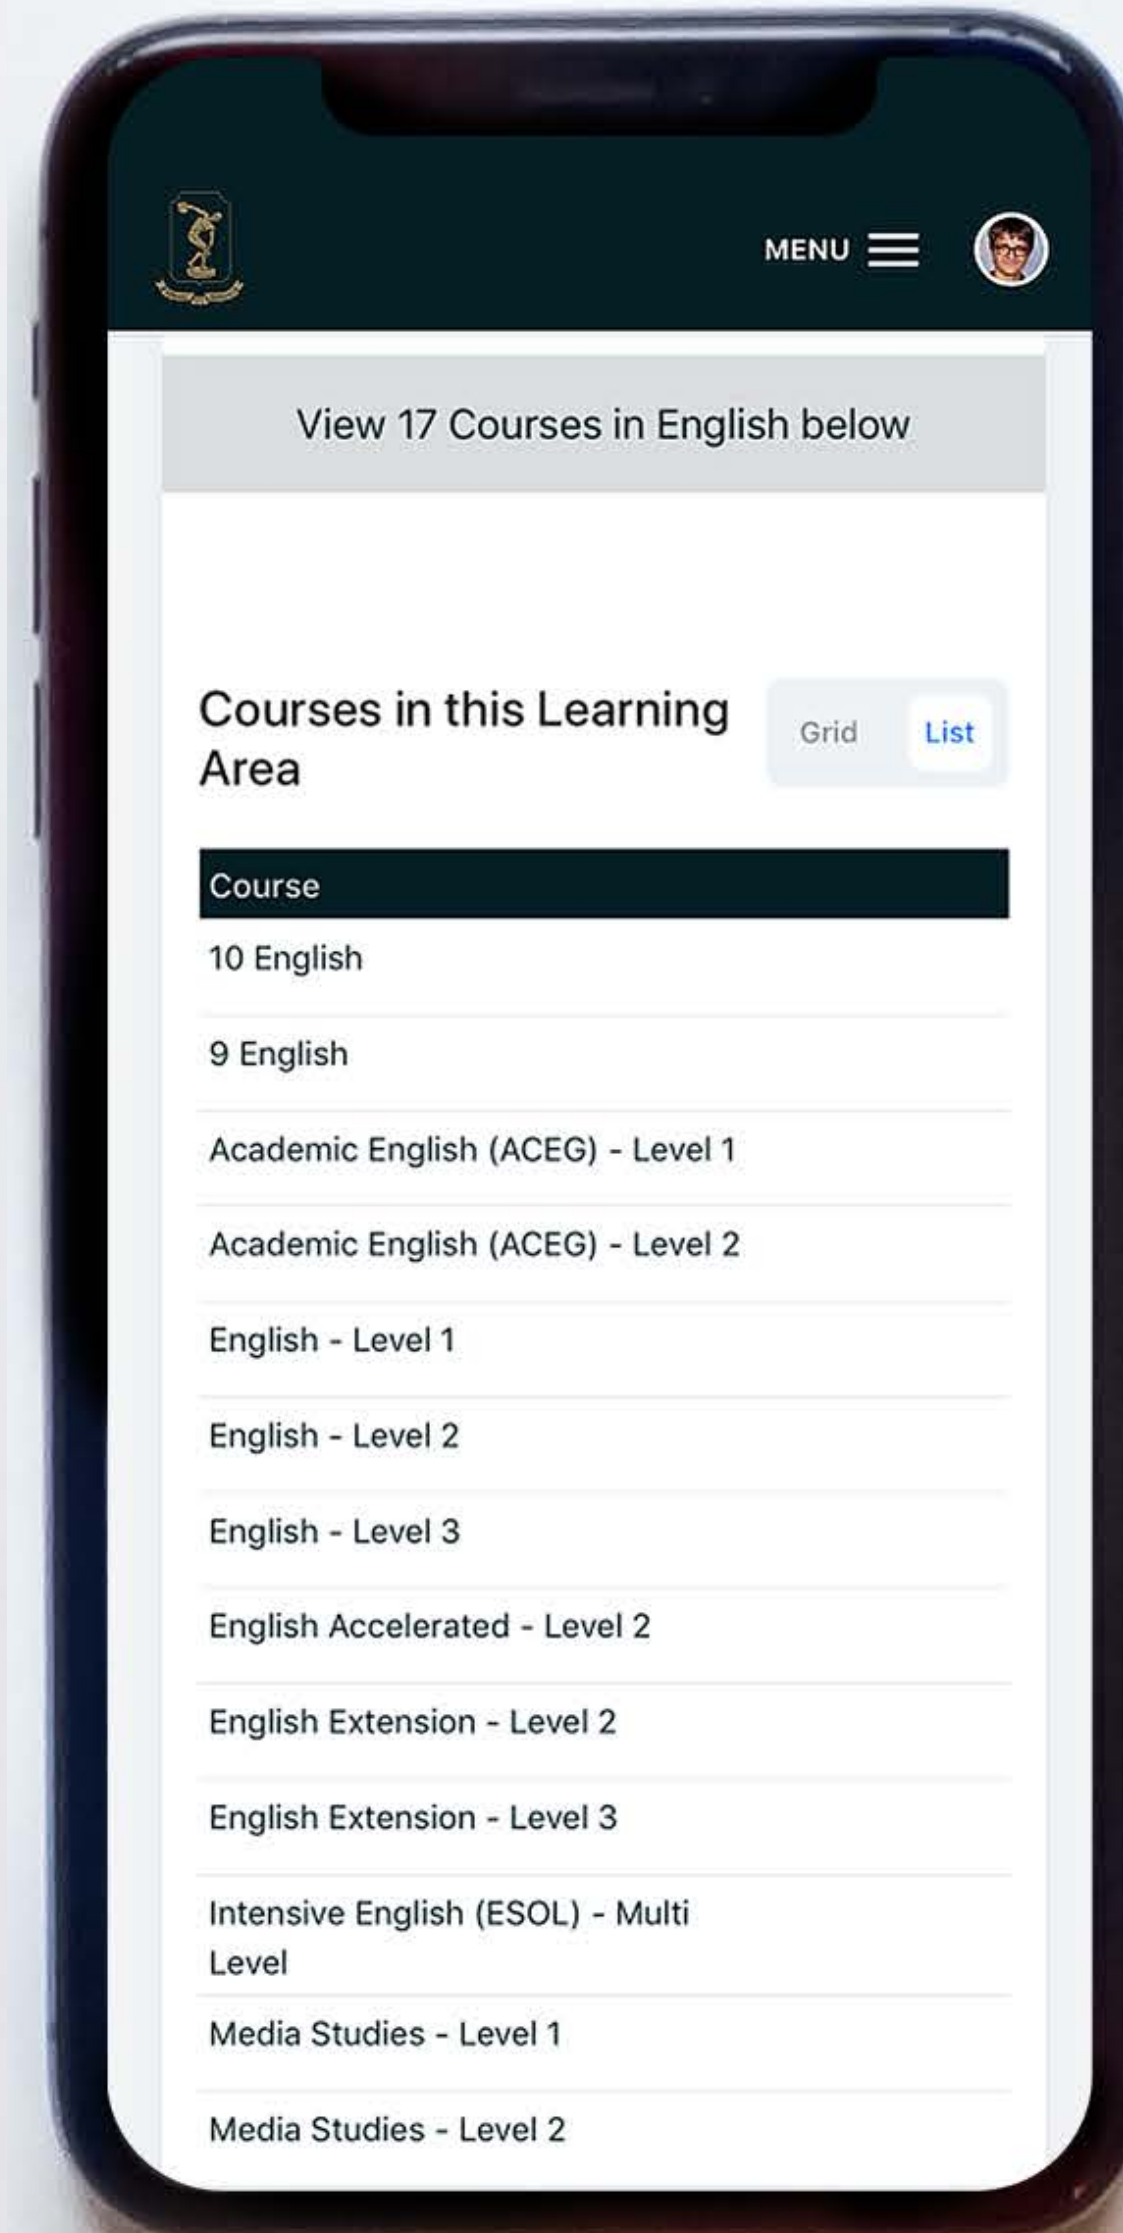 MENU
View 17 Courses in English below
Courses in this Learning
Area
Grid
List
Course
10 English
9 English
Academic English (ACEG) - Level 1
Academic English (ACEG) - Level 2
English - Level 1
English - Level 2
English - Level 3
English Accelerated - Level 2
English Extension - Level 2
English Extension - Level 3
Intensive English (ESOL) - Multi
Level
Media Studies - Level 1
Media Studies - Level 2